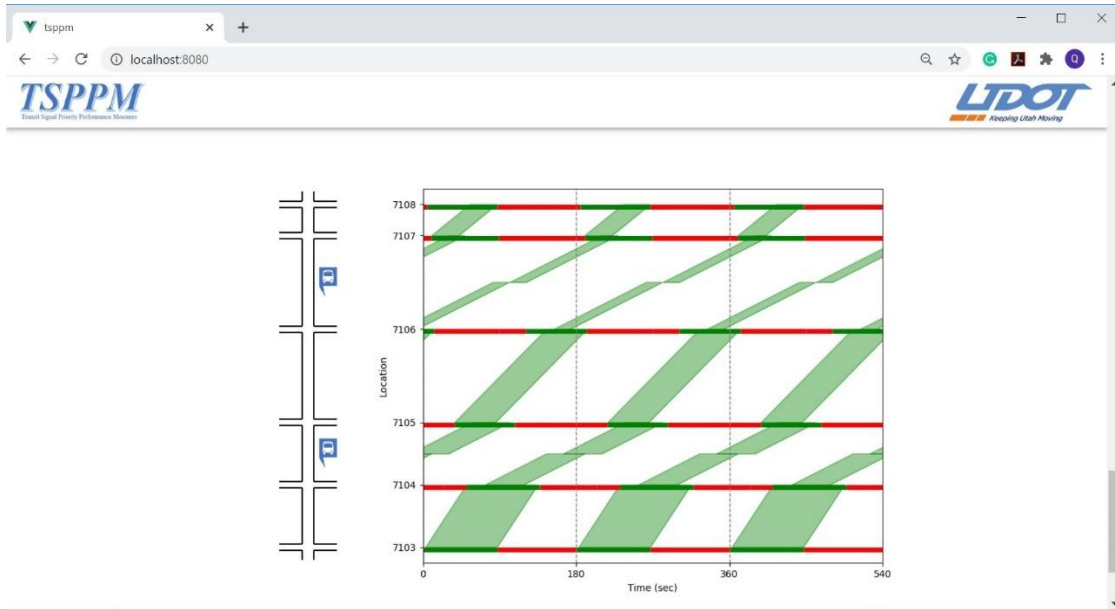 tsppm
localhost:8080
TSPPM
Transit Signal Priority Performance Measures
UDOT
Keeping Utah Moving
7108
7107
7106
Location
7105
7104
7103
0 180 360 540
Time (sec)